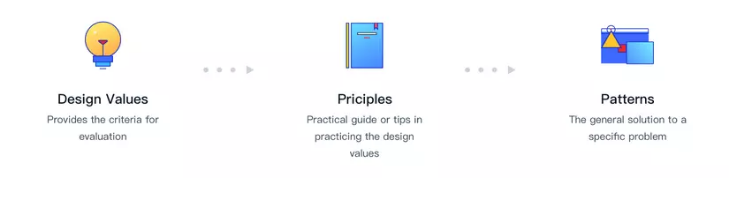 Design Values
Provides the criteria for
evaluation
Priciples
Practical guide or tips in
practicing the design
values
Patterns
The general solution to a
specific problem